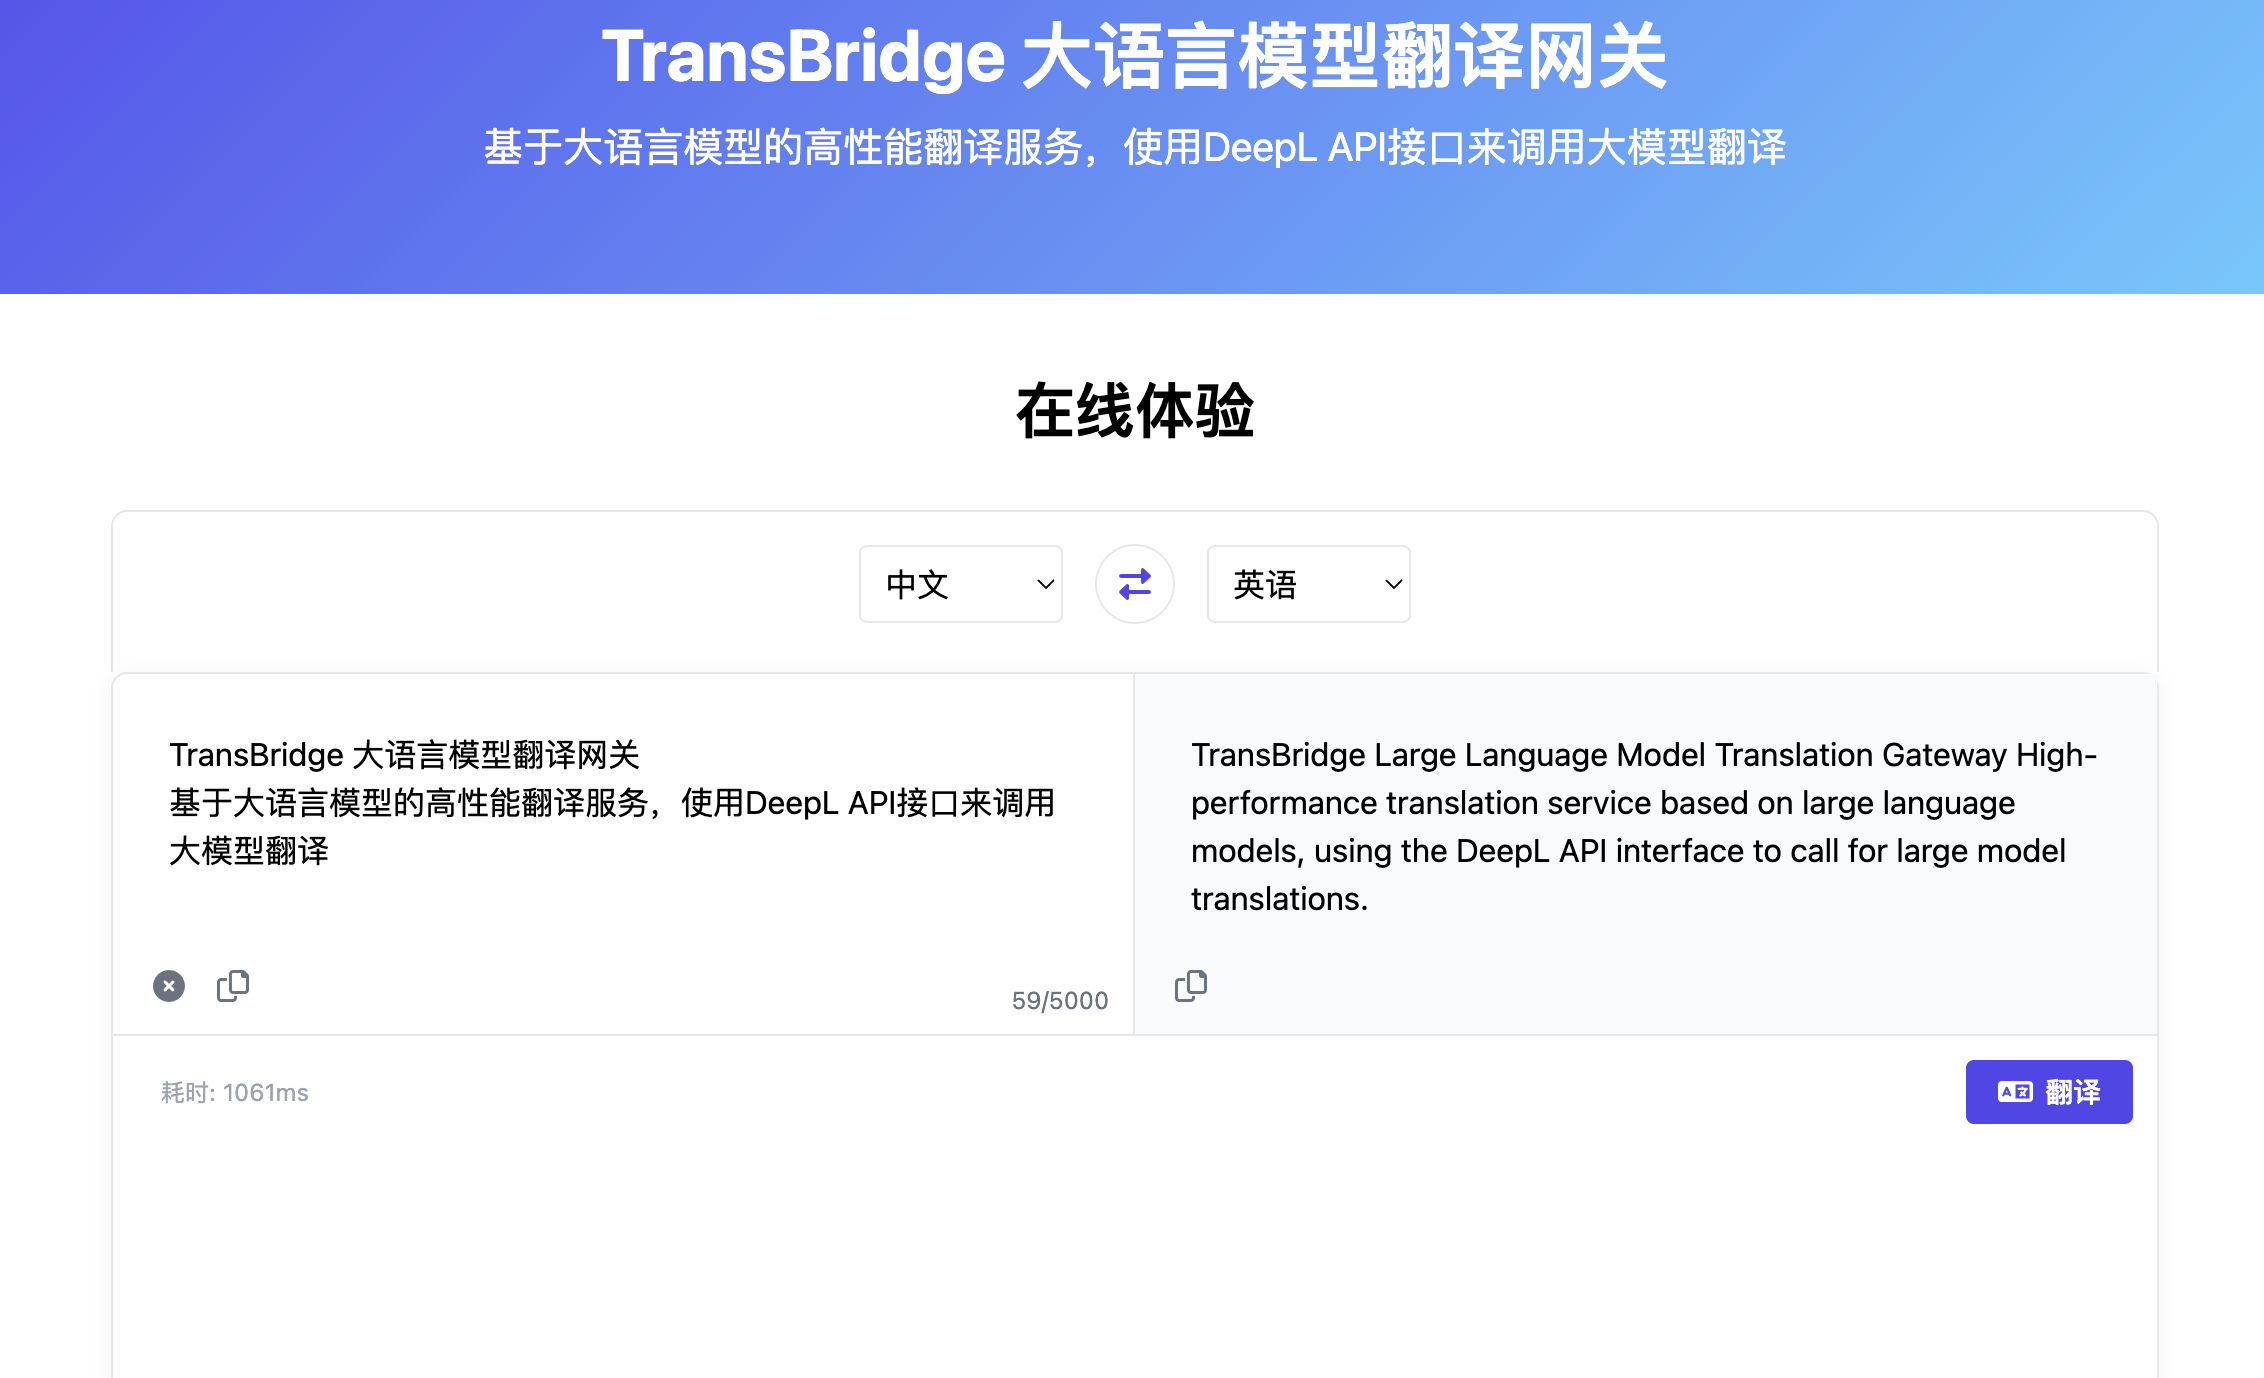 TransBridge 大语言模型翻译网关
基于大语言模型的高性能翻译服务，使用DeepL API接口来调用大模型翻译
在线体验
中文
英语
TransBridge 大语言模型翻译网关
基于大语言模型的高性能翻译服务，使用DeepL API接口来调用
大模型翻译
59/5000
TransBridge Large Language Model Translation Gateway High-
performance translation service based on large language
models, using the DeepL API interface to call for large model
translations.
耗时: 1061ms
翻译